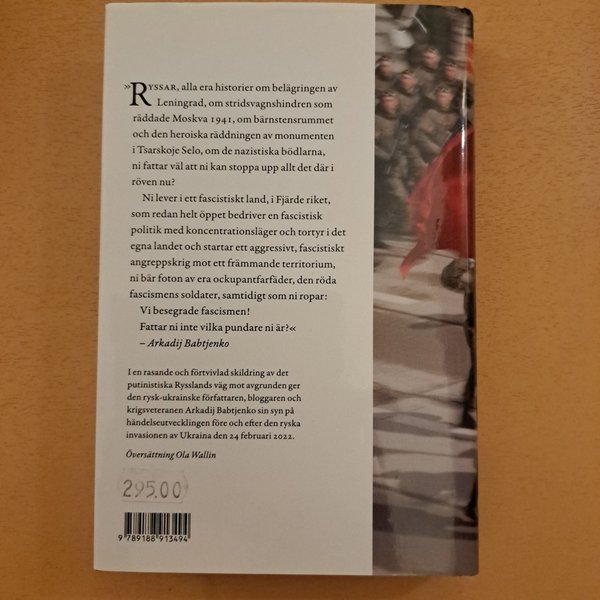 »Ryssar, alla era historier om belägringen av
Leningrad, om stridsvagnshindren som
räddade Moskva 1941, om bärnstensrummet
och den heroiska räddningen av monumenten
i Tsarskoje Selo, om de nazistiska bödlarna,
ni fattar väl att ni kan stoppa upp allt det där i
röven nu?
Ni lever i ett fascistiskt land, i Fjärde riket,
som redan helt öppet bedriver en fascistisk
politik med koncentrationsläger och tortyr i det
egna landet och startar ett aggressivt, fascistiskt
angreppskrig mot ett främmande territorium,
ni bär foton av era ockupantfarfäder, den röda
fascismens soldater, samtidigt som ni ropar:
Vi besegrade fascismen!
Fattar ni inte vilka pundare ni är?«
– Arkadij Babtjenko
I en rasande och förtvivlad skildring av det
putinistiska Rysslands väg mot avgrunden ger
den rysk-ukrainske författaren, bloggaren och
krigsveteranen Arkadij Babtjenko sin syn på
händelseutvecklingen före och efter den ryska
invasionen av Ukraina den 24 februari 2022.
Översättning Ola Wallin
295.00
9 789188 913494